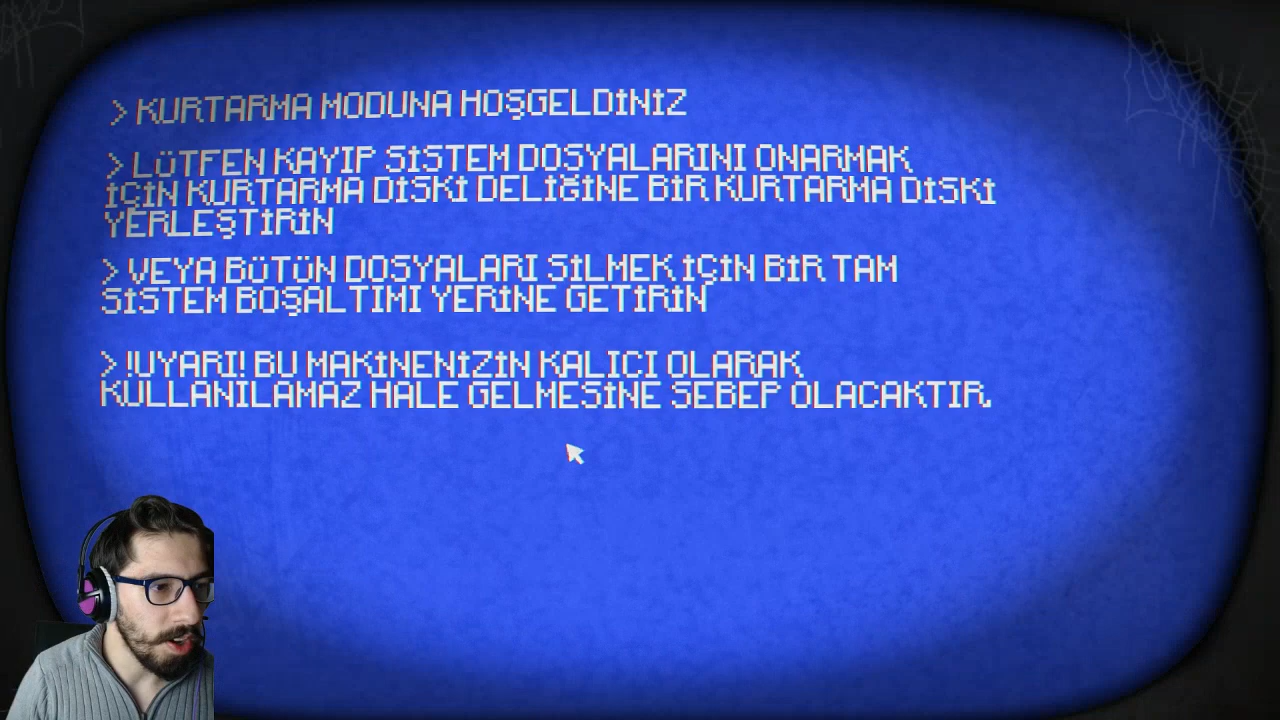 > KURTARMA MODUNA HOŞGELDİNİZ
> LÜTFEN KAYIP SİSTEM DOSYALARINI ONARMAK
İÇİN KURTARMA DİSKİ DELİĞİNE BİR KURTARMA DİSKİ
YERLEŞTİRİN
> VEYA BÜTÜN DOSYALARI SİLMEK İÇİN BİR TAM
SİSTEM BOŞALTIMI YERİNE GETİRİN
> !UYARI! BU MAKİNENİZİN KALICI OLARAK
KULLANILAMAZ HALE GELMESİNE SEBEP OLACAKTIR.